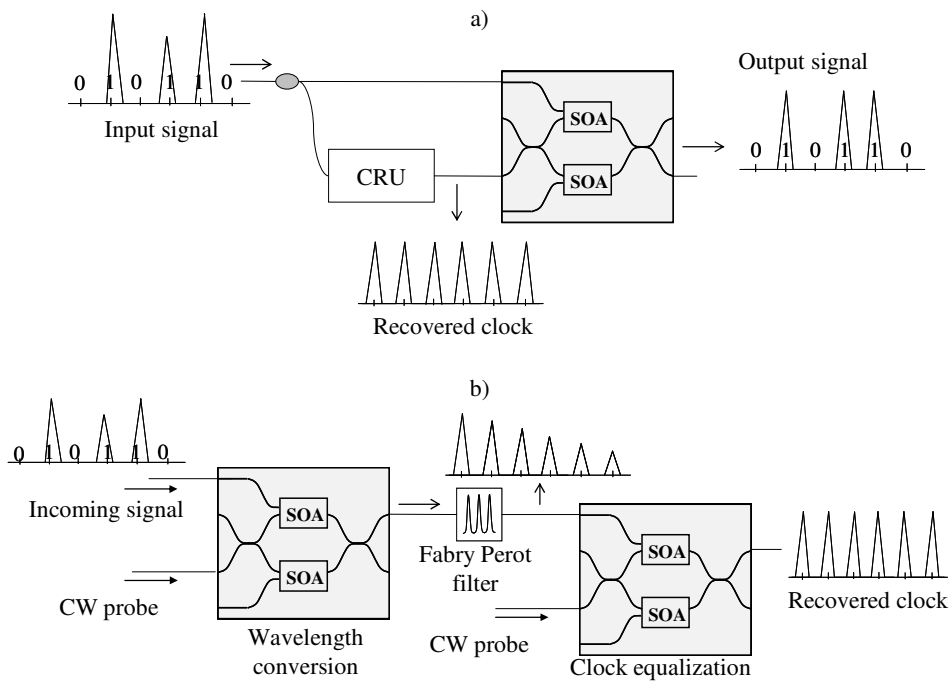 a)
0 1 0 1 1 0
Input signal
CRU
SOA
SOA
Output signal
0 1 0 1 1 0
Recovered clock
b)
0 1 0 1 1 0
Incoming signal
CW probe
SOA
SOA
Wavelength
conversion
Fabry Perot
filter
CW probe
SOA
SOA
Clock equalization
Recovered clock